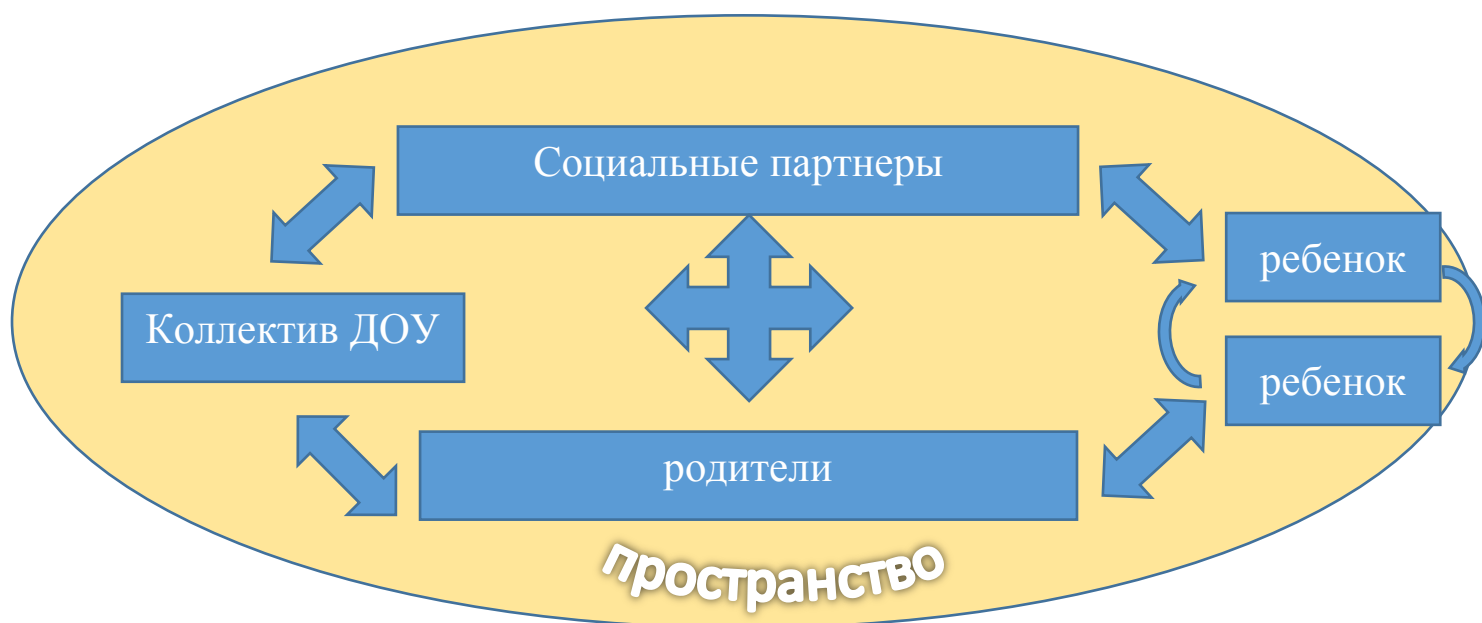 Социальные партнеры
ребенок
Коллектив ДОУ
ребенок
родители
пространство